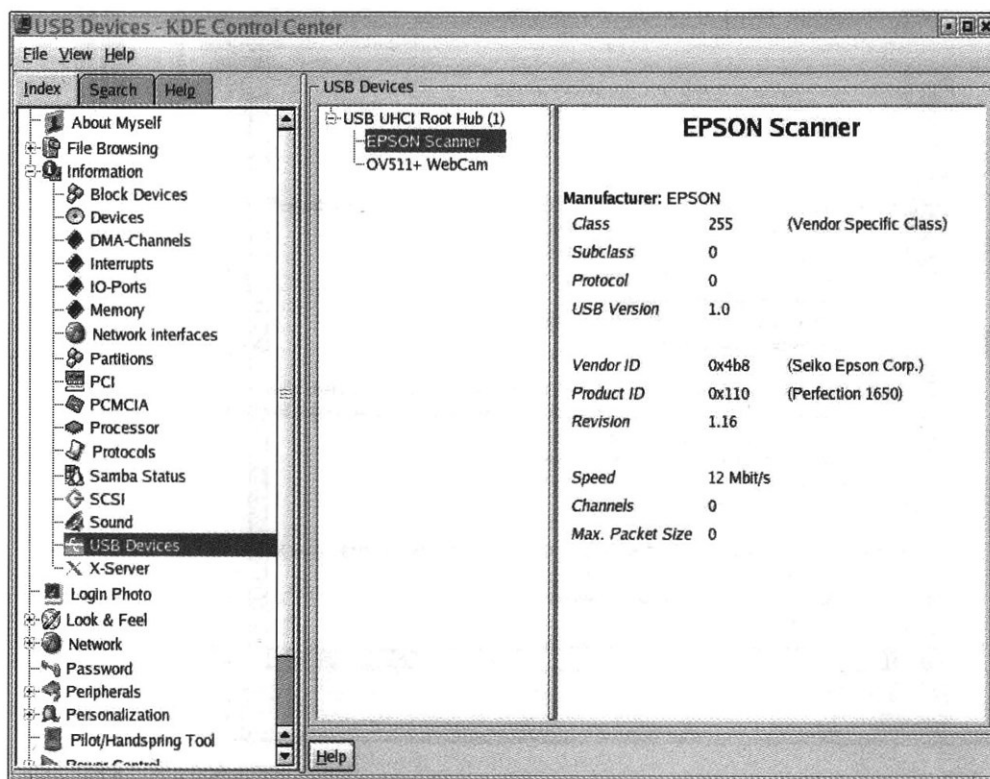 USB Devices - KDE Control Center
File View Help
Index Search Help
About Myself
File Browsing
Information
Block Devices
Devices
DMA-Channels
Interrupts
IO-Ports
Memory
Network interfaces
Partitions
PCI
PCMCIA
Processor
Protocols
Samba Status
SCSI
Sound
USB Devices
X-Server
Login Photo
Look & Feel
Network
Password
Peripherals
Personalization
Pilot/Handspring Tool
Power Control
USB Devices
USB UHCI Root Hub (1)
EPSON Scanner
OV511+ WebCam
EPSON Scanner
Manufacturer: EPSON
Class 255 (Vendor Specific Class)
Subclass 0
Protocol 0
USB Version 1.0
Vendor ID 0x4b8 (Seiko Epson Corp.)
Product ID 0x110 (Perfection 1650)
Revision 1.16
Speed 12 Mbit/s
Channels 0
Max. Packet Size 0
Help